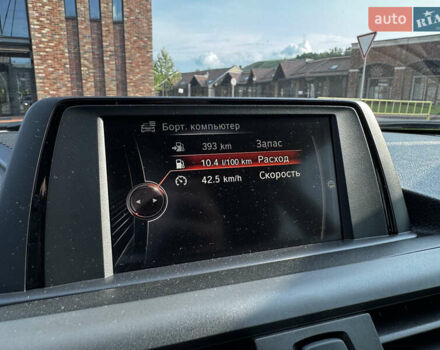 auto RIA
Борт. компьютер
393 km Запас
10.4 l/100 km Расход
42.5 km/h Скорость